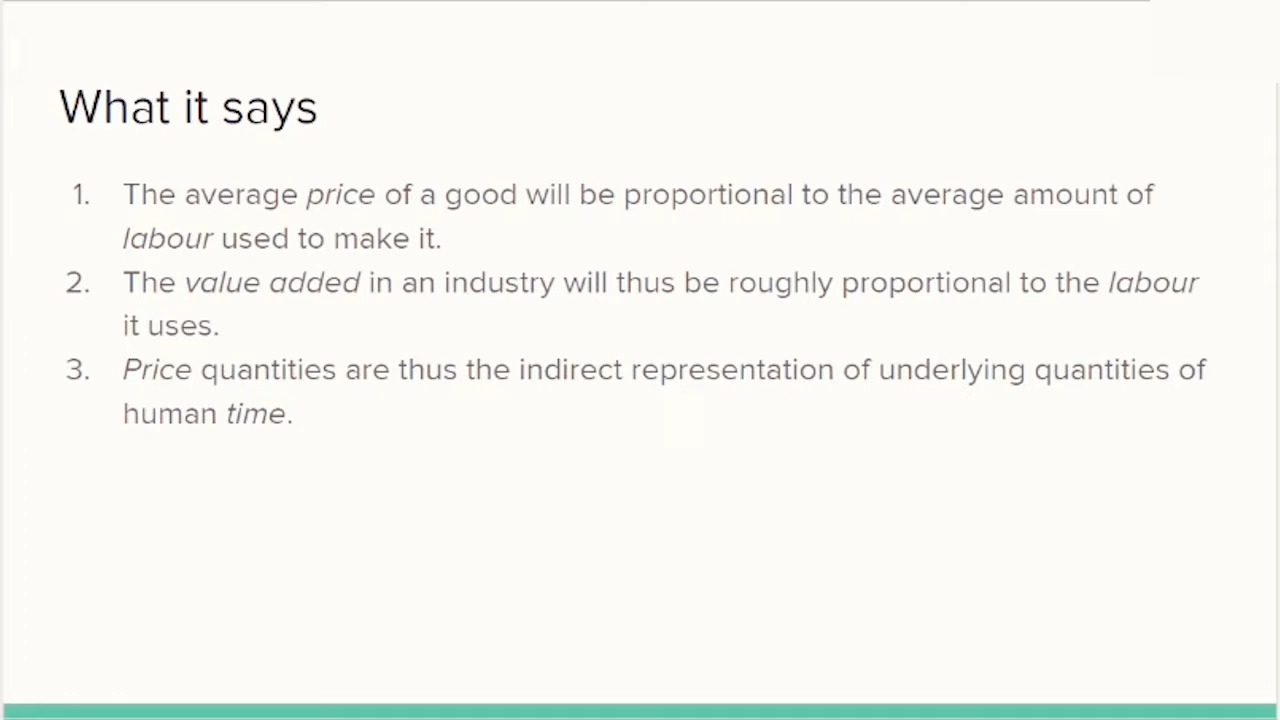 What it says
1. The average price of a good will be proportional to the average amount of
labour used to make it.
2. The value added in an industry will thus be roughly proportional to the labour
it uses.
3. Price quantities are thus the indirect representation of underlying quantities of
human time.